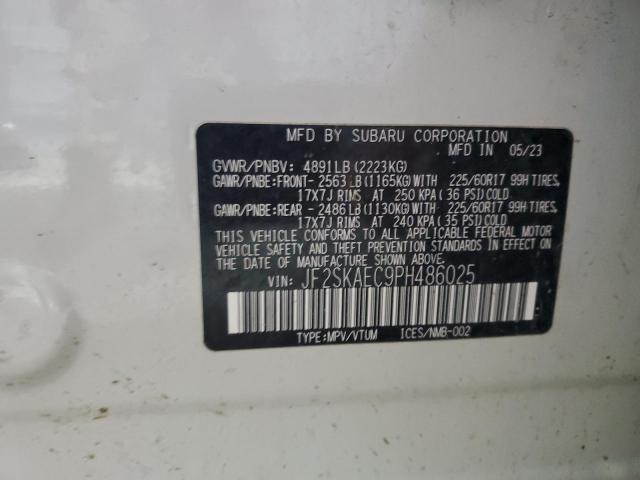 MFD BY SUBARU CORPORATION
MFD IN 05/23
GVWR/PNBV: 4891LB (2223KG)
GAWR/PNBE:FRONT- 2563 LB (1165KG) WITH 225/60R17 99H TIRES,
17X7J RIMS AT 250 KPA ( 36 PSI) COLD
GAWR/PNBE:REAR - 2486 LB (1130KG) WITH 225/60R17 99H TIRES,
17X7J RIMS AT 240 KPA ( 35 PSI) COLD
THIS VEHICLE CONFORMS TO ALL APPLICABLE FEDERAL MOTOR
VEHICLE SAFETY AND THEFT PREVENTION STANDARDS IN EFFECT
ON THE DATE OF MANUFACTURE SHOWN ABOVE.
VIN: JF2SKAEC9PH486025
TYPE:MPV/VTUM ICES/NMB-002